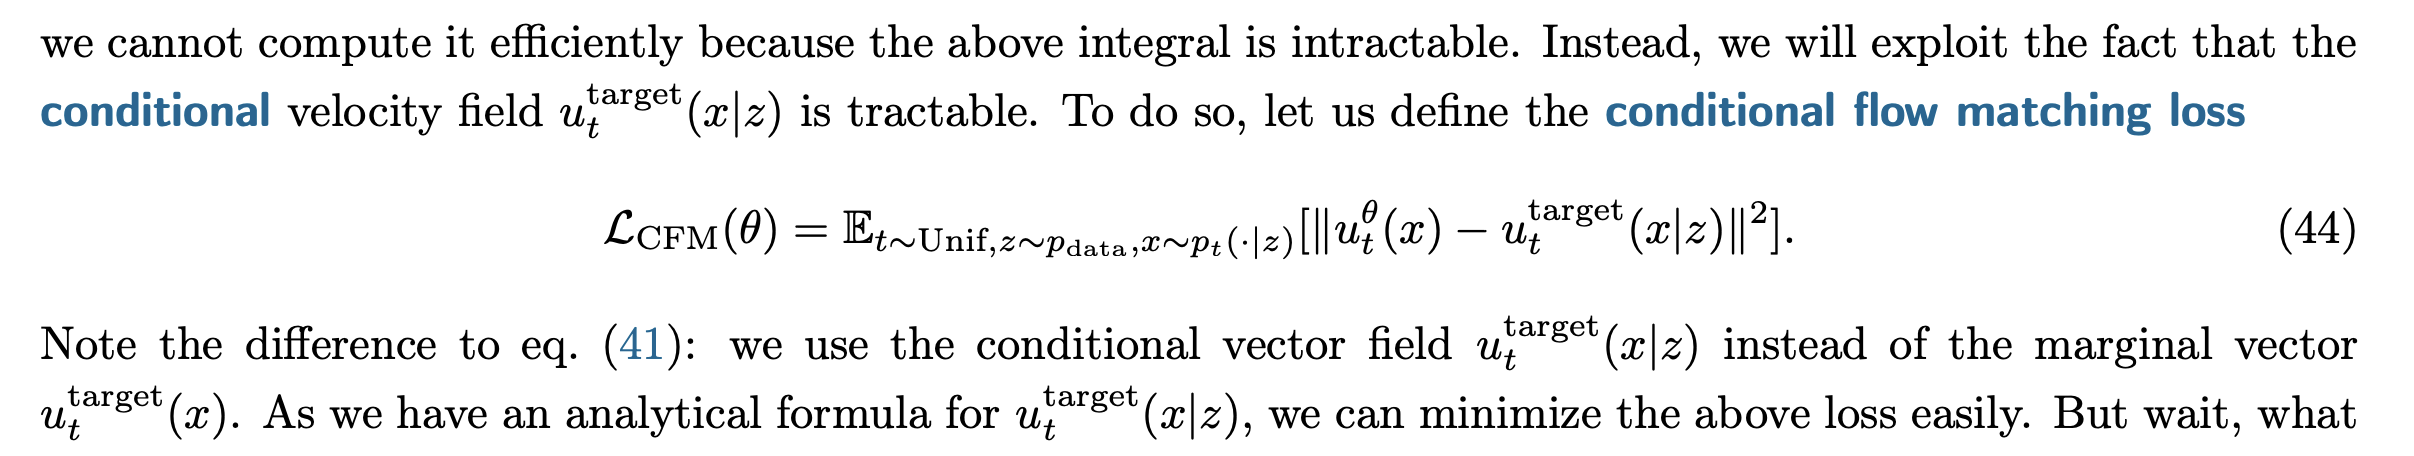 we cannot compute it efficiently because the above integral is intractable. Instead, we will exploit the fact that the
conditional velocity field $u_t^{\text{target}}(x|z)$ is tractable. To do so, let us define the conditional flow matching loss
$\mathcal{L}_{\text{CFM}}(\theta) = \mathbb{E}_{t\sim\text{Unif},z\sim p_{\text{data}},x\sim p_t(\cdot|z)}[\|u_t^\theta(x) - u_t^{\text{target}}(x|z)\|^2].$ (44)
Note the difference to eq. (41): we use the conditional vector field $u_t^{\text{target}}(x|z)$ instead of the marginal vector
$u_t^{\text{target}}(x)$. As we have an analytical formula for $u_t^{\text{target}}(x|z)$, we can minimize the above loss easily. But wait, what